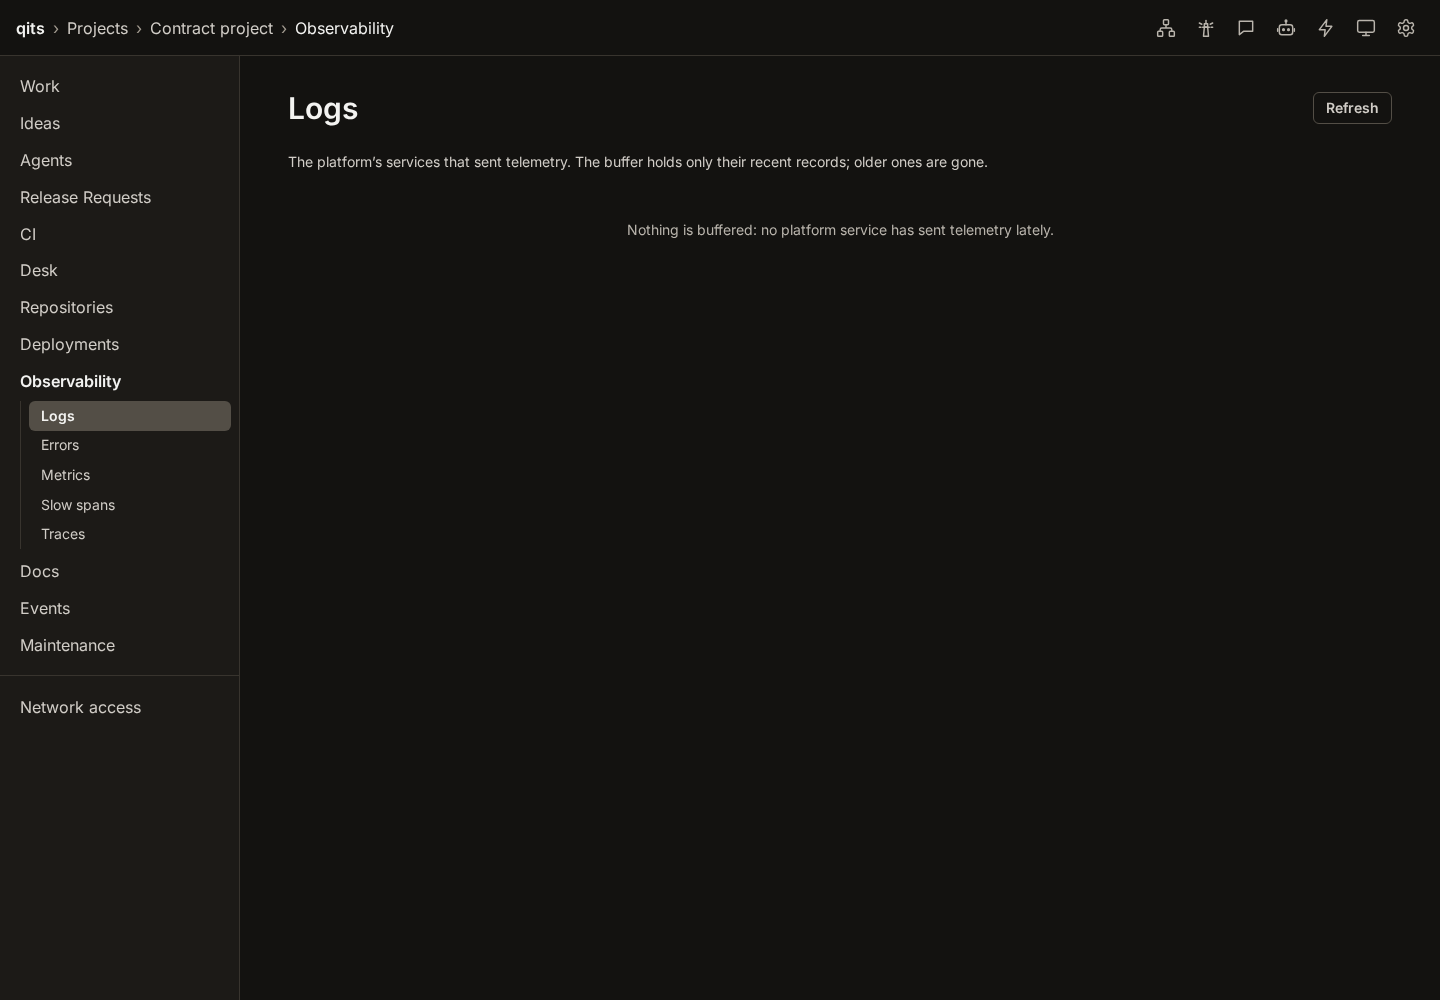 qits › Projects › Contract project › Observability
Work
Ideas
Agents
Release Requests
CI
Desk
Repositories
Deployments
Observability
Logs
Errors
Metrics
Slow spans
Traces
Docs
Events
Maintenance
Network access
Logs
Refresh
The platform’s services that sent telemetry. The buffer holds only their recent records; older ones are gone.
Nothing is buffered: no platform service has sent telemetry lately.